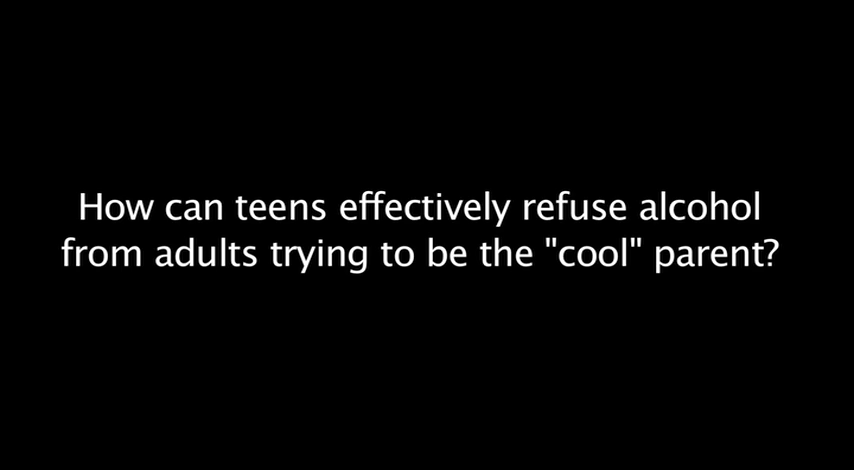 How can teens effectively refuse alcohol
from adults trying to be the "cool" parent?